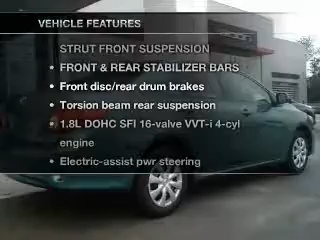 VEHICLE FEATURES
STRUT FRONT SUSPENSION
• FRONT & REAR STABILIZER BARS
• Front disc/rear drum brakes
• Torsion beam rear suspension
• 1.8L DOHC SFI 16-valve VVT-i 4-cyl
engine
• Electric-assist pwr steering